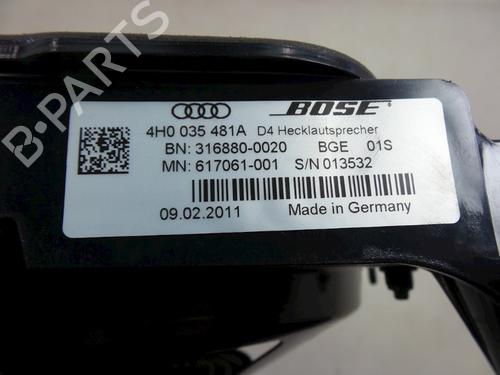 B-PARTS
BOSE
4H0 035 481A D4 Hecklautsprecher
BN: 316880-0020 BGE 01S
MN: 617061-001 S/N 013532
09.02.2011 Made in Germany